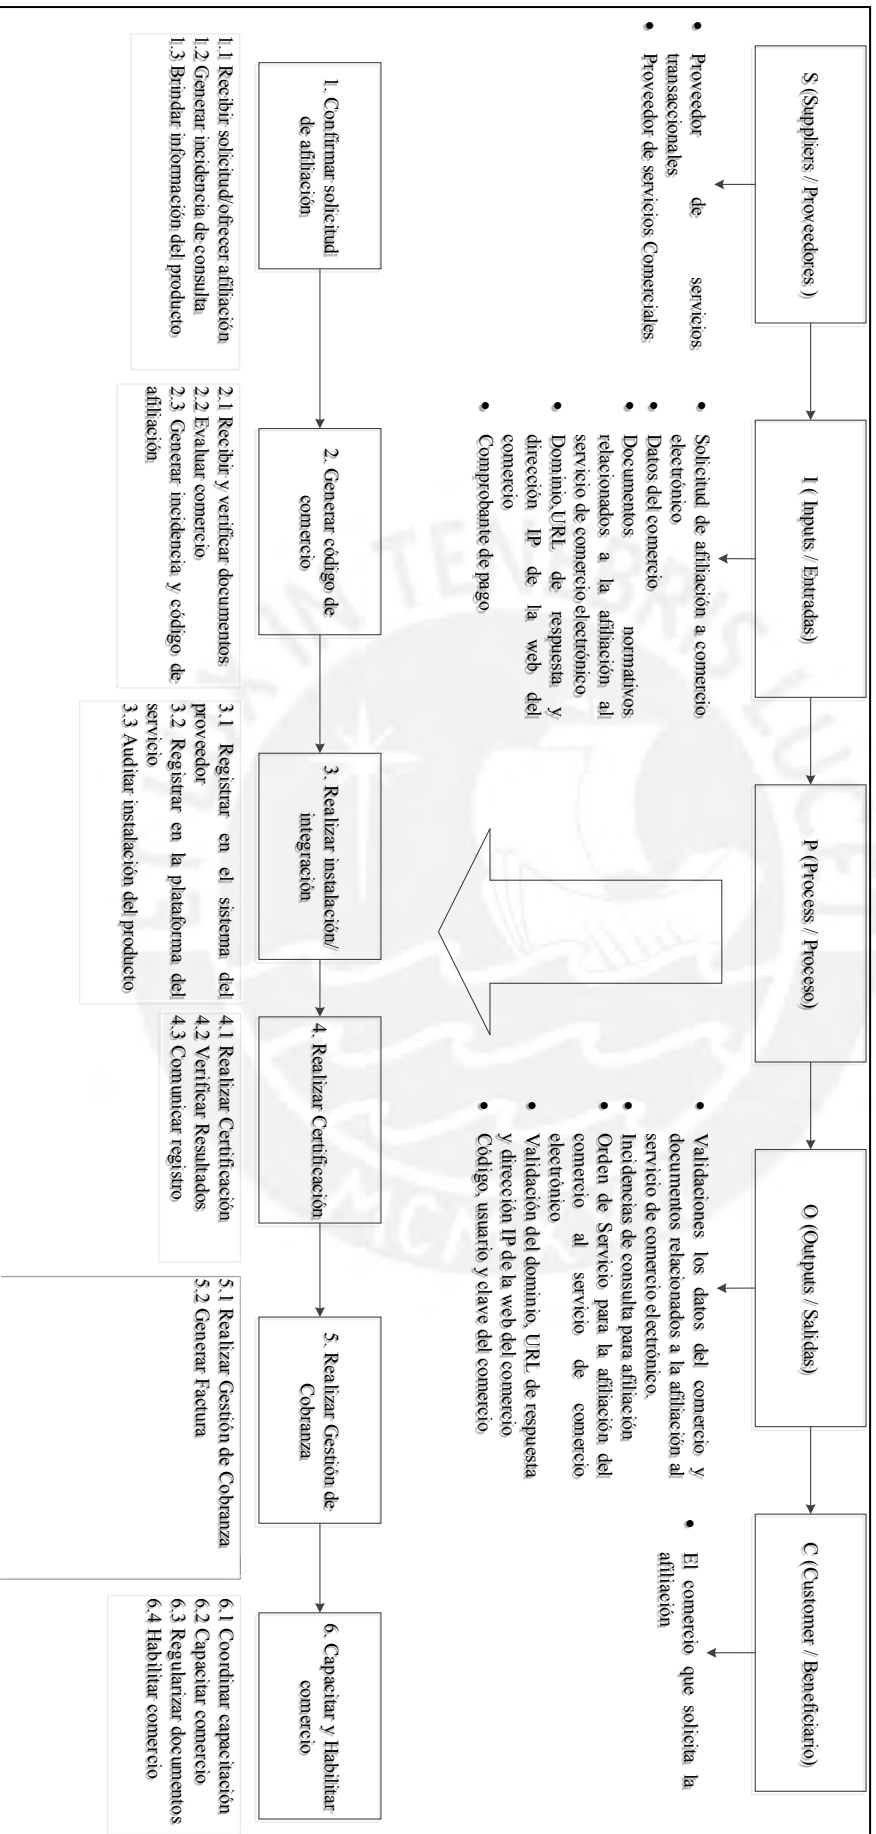 S (Suppliers / Proveedores )
I ( Inputs / Entradas)
P (Process / Proceso)
O (Outputs / Salidas)
C (Customer / Beneficiario)
• Proveedor de servicios
transaccionales
• Proveedor de servicios Comerciales
• Solicitud de afiliación a comercio
electrónico
• Datos del comercio
• Documentos normativos
relacionados a la afiliación al
servicio de comercio electrónico
• Dominio,URL de respuesta y
dirección IP de la web del
comercio
• Comprobante de pago
• Validaciones los datos del comercio y
documentos relacionados a la afiliación al
servicio de comercio electrónico.
• Incidencias de consulta para afiliación
• Orden de Servicio para la afiliación del
comercio al servicio de comercio
electrónico
• Validación del dominio, URL de respuesta
y dirección IP de la web del comercio
• Código, usuario y clave del comercio
• El comercio que solicita la
afiliación
1. Confirmar solicitud
de afiliación
2. Generar código de
comercio
3. Realizar instalación/
integración
4. Realizar Certificación
5. Realizar Gestión de
Cobranza
6. Capacitar y Habilitar
comercio
1.1 Recibir solicitud/ofrecer afiliación
1.2 Generar incidencia de consulta
1.3 Brindar información del producto
2.1 Recibir y verificar documentos
2.2 Evaluar comercio
2.3 Generar incidencia y código de
afiliación
3.1 Registrar en el sistema del
proveedor
3.2 Registrar en la plataforma del
servicio
3.3 Auditar instalación del producto
4.1 Realizar Certificación
4.2 Verificar Resultados
4.3 Comunicar registro
5.1 Realizar Gestión de Cobranza
5.2 Generar Factura
6.1 Coordinar capacitación
6.2 Capacitar comercio
6.3 Regularizar documentos
6.4 Habilitar comercio